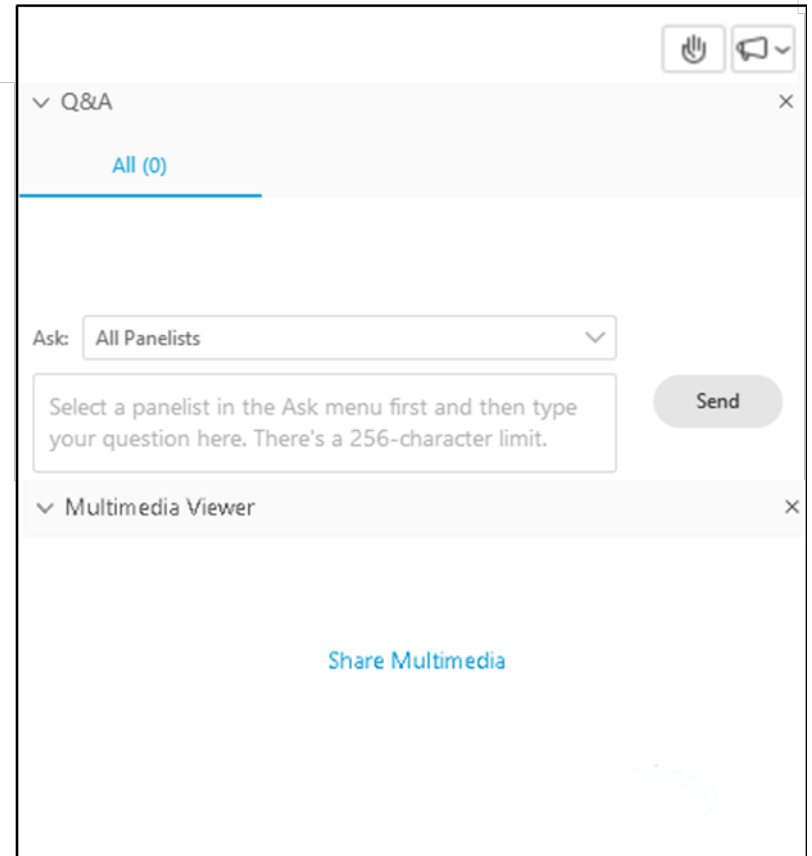 Q&A
All (0)
Ask: All Panelists
Select a panelist in the Ask menu first and then type
your question here. There's a 256-character limit.
Send
Multimedia Viewer
Share Multimedia